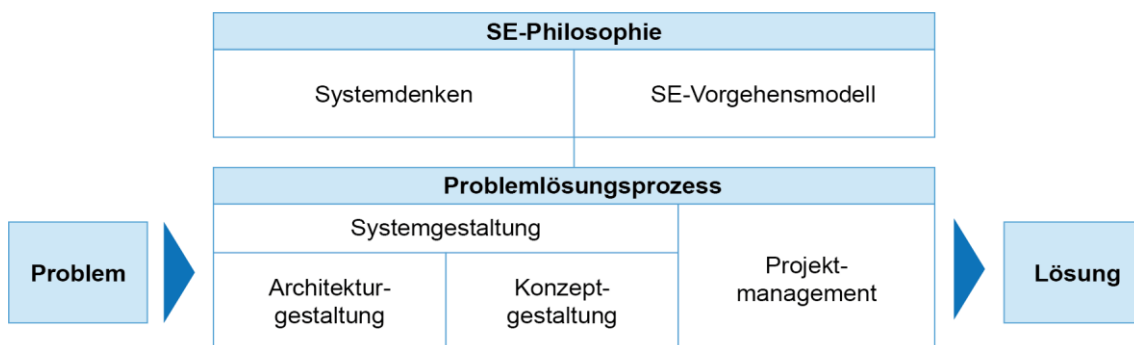 SE-Philosophie
Systemdenken
SE-Vorgehensmodell
Problemlösungsprozess
Systemgestaltung
Architektur-
gestaltung
Konzept-
gestaltung
Projekt-
management
Problem
Lösung